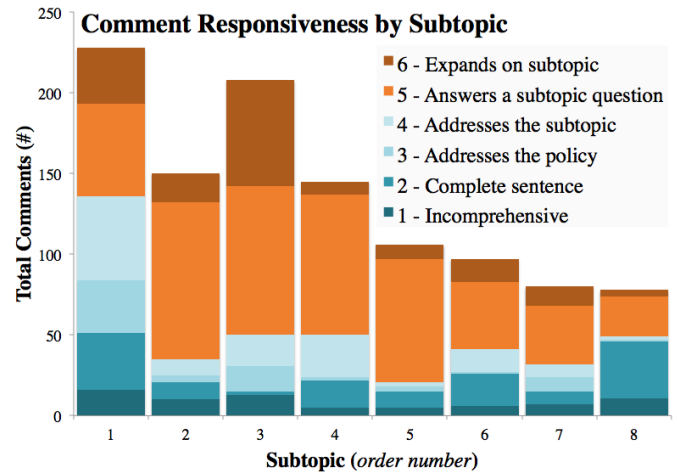 Comment Responsiveness by Subtopic
250
200
150
100
50
0
Total Comments (#)
6 - Expands on subtopic
5 - Answers a subtopic question
4 - Addresses the subtopic
3 - Addresses the policy
2 - Complete sentence
1 - Incomprehensive
1 2 3 4 5 6 7 8
Subtopic (order number)